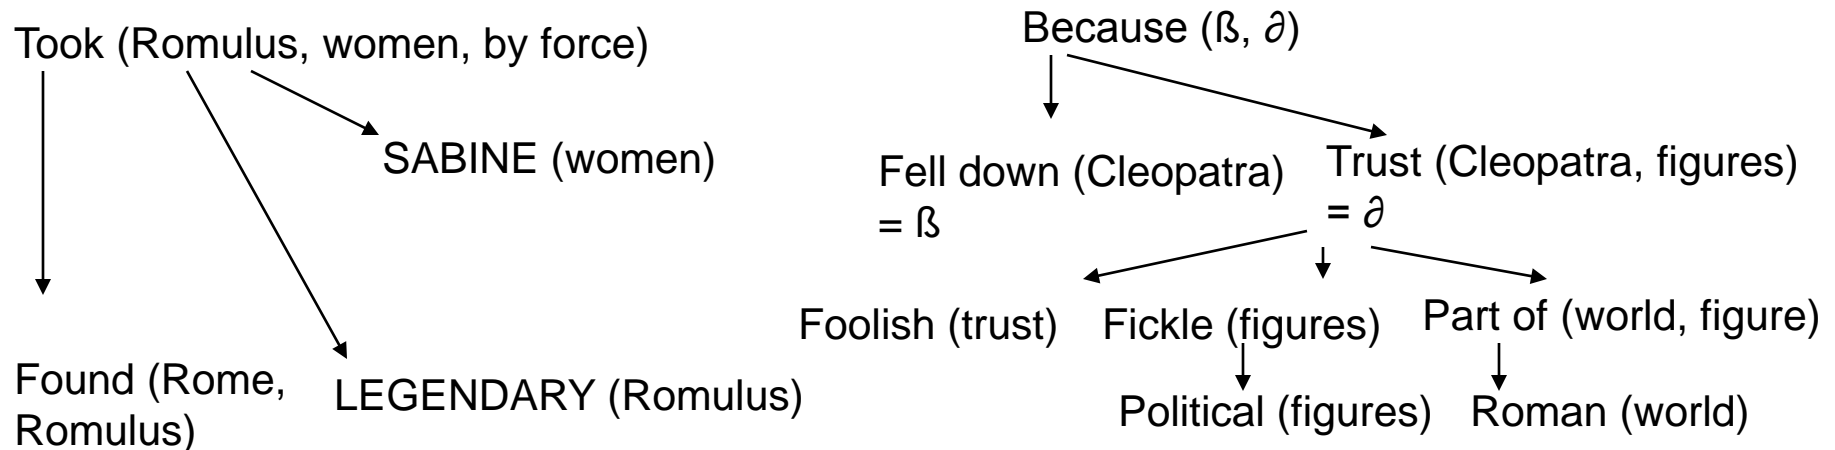 Took (Romulus, women, by force)
SABINE (women)
Found (Rome,
Romulus)
LEGENDARY (Romulus)
Because (ß, ∂)
Fell down (Cleopatra)
= ß
Trust (Cleopatra, figures)
= ∂
Foolish (trust)
Fickle (figures)
Part of (world, figure)
Political (figures)
Roman (world)